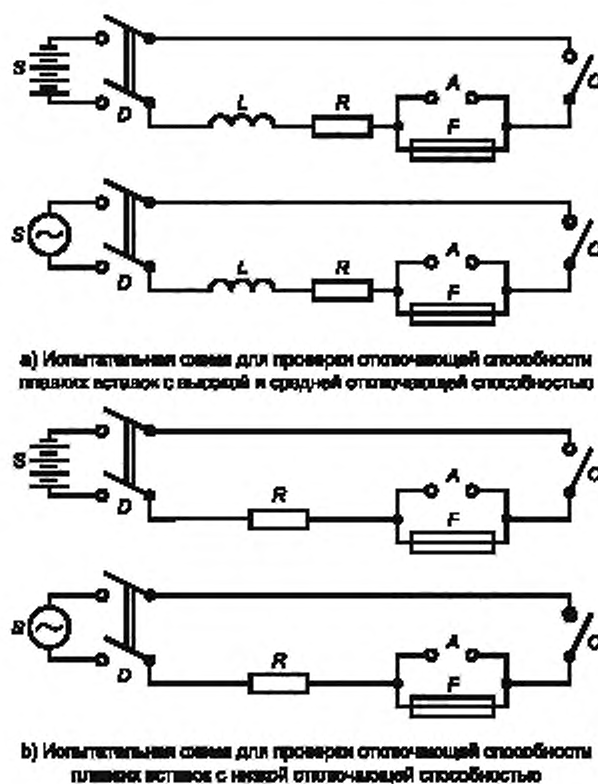 S D L R A F C
S D L R A F C
a) Испытательная схема для проверки отключающей способности
плавких вставок с высокой и средней отключающей способностью
S D R A F C
S D R A F C
b) Испытательная схема для проверки отключающей способности
плавких вставок с низкой отключающей способностью